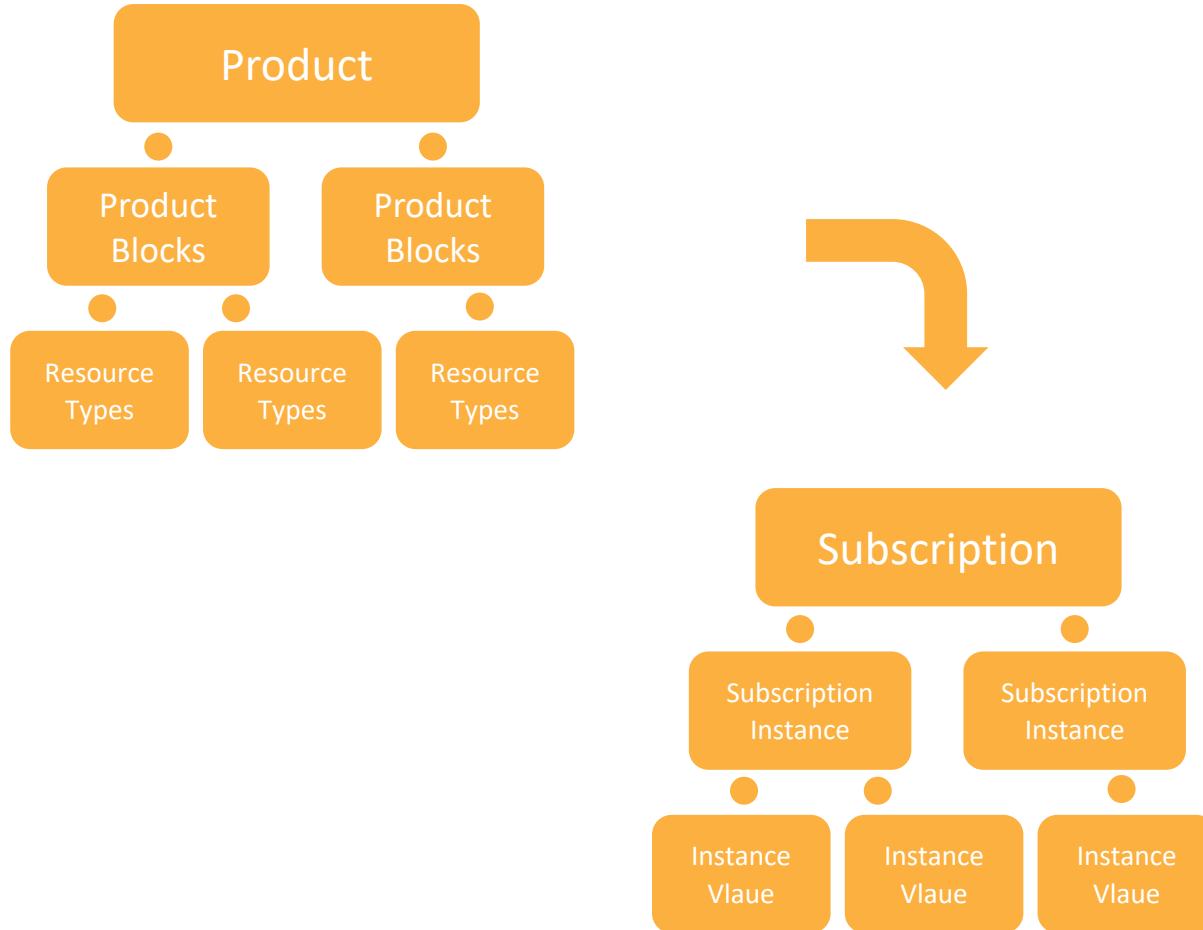 Product
Product
Blocks
Product
Blocks
Resource
Types
Resource
Types
Resource
Types
Subscription
Subscription
Instance
Subscription
Instance
Instance
Vlaue
Instance
Vlaue
Instance
Vlaue